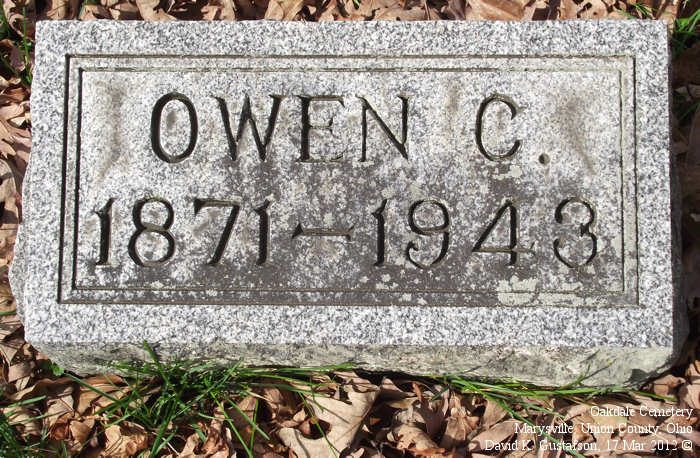 OWEN C.
1871–1943
Oakdale Cemetery
Marysville, Union County, Ohio
David K. Gustafson, 17 Mar 2012 ©